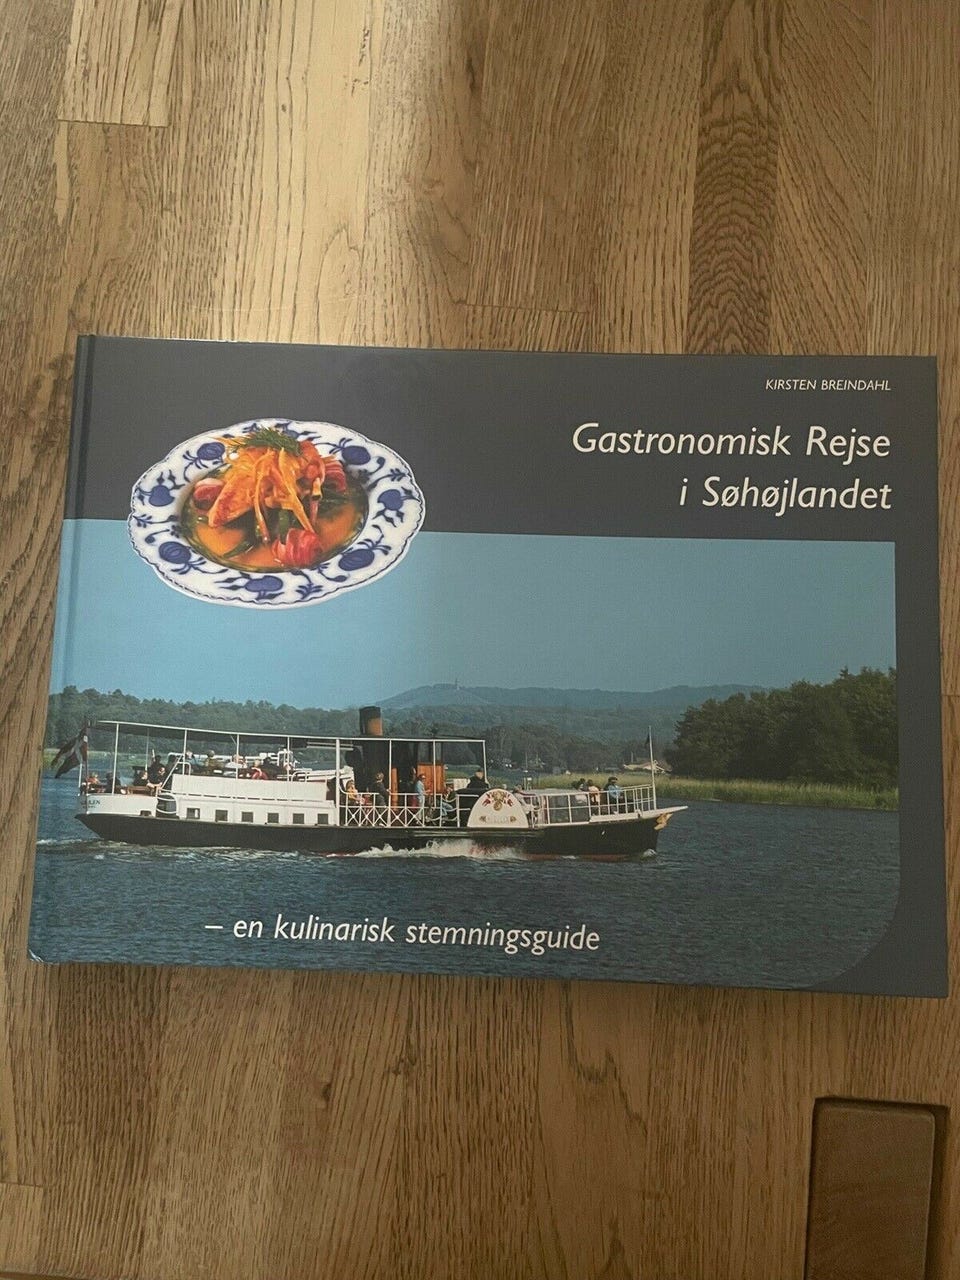 KIRSTEN BREINDAHL
Gastronomisk Rejse
i Søhøjlandet
– en kulinarisk stemningsguide